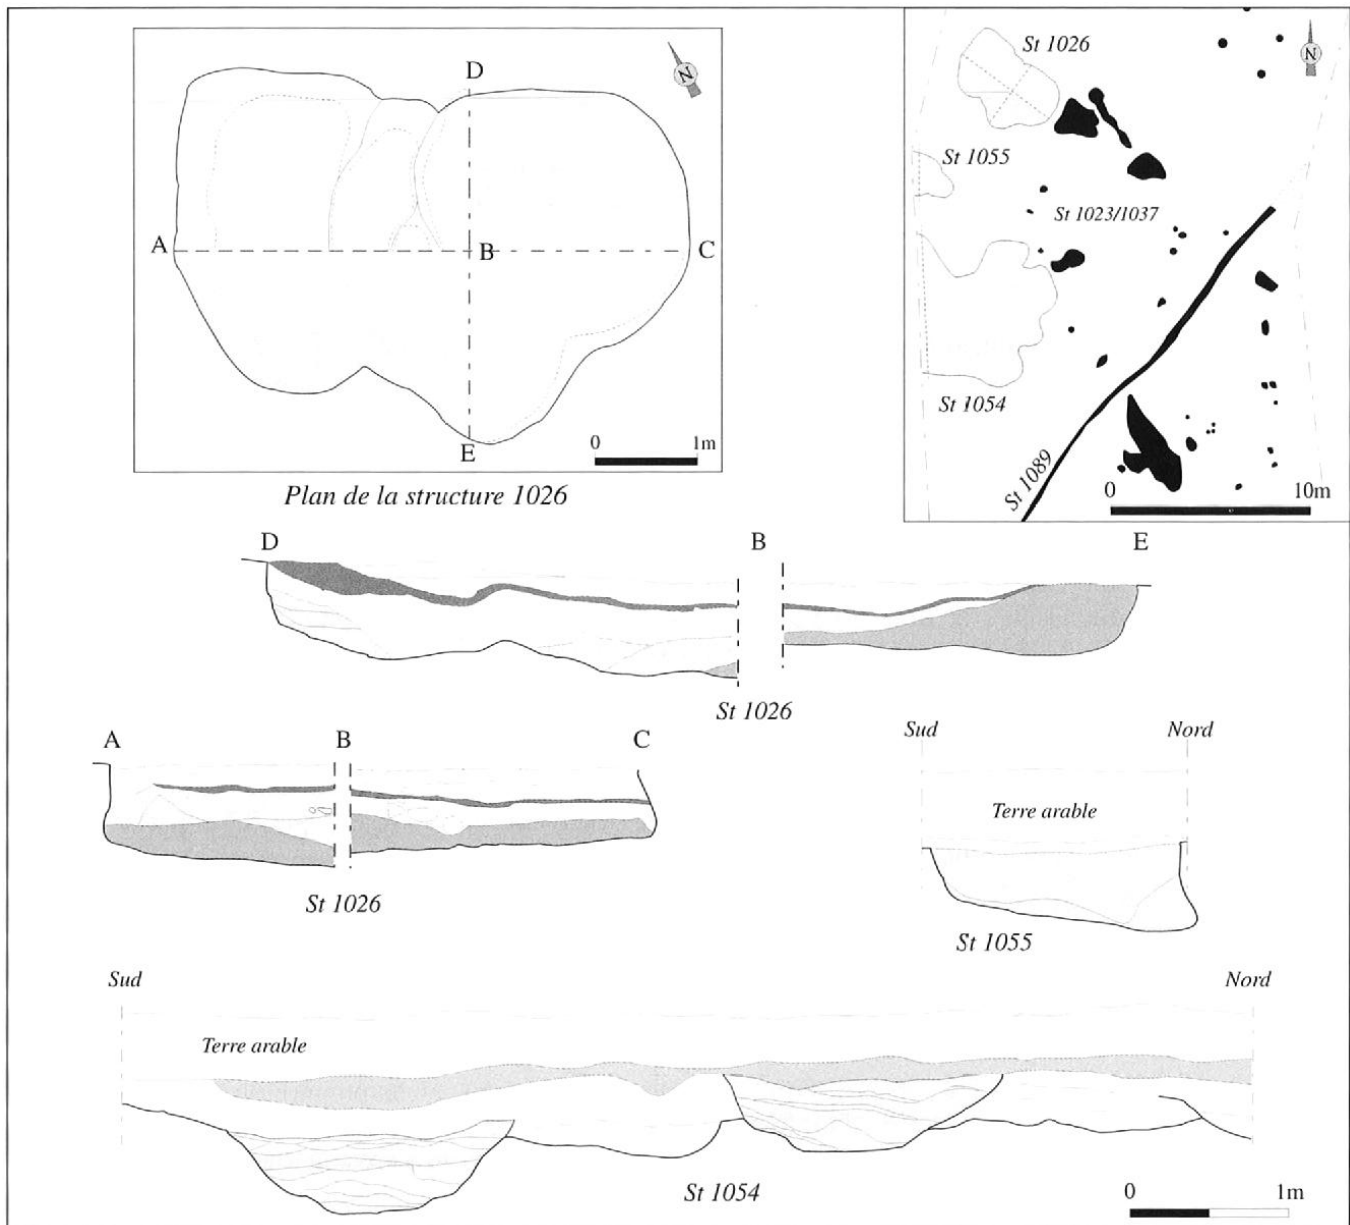 D
N
A
B
C
E
0 1m
Plan de la structure 1026
St 1026
N
St 1055
St 1023/1037
St 1054
St 1089
0 10m
D B E
St 1026
A B C
St 1026
Sud Nord
Terre arable
St 1055
Sud Nord
Terre arable
St 1054
0 1m